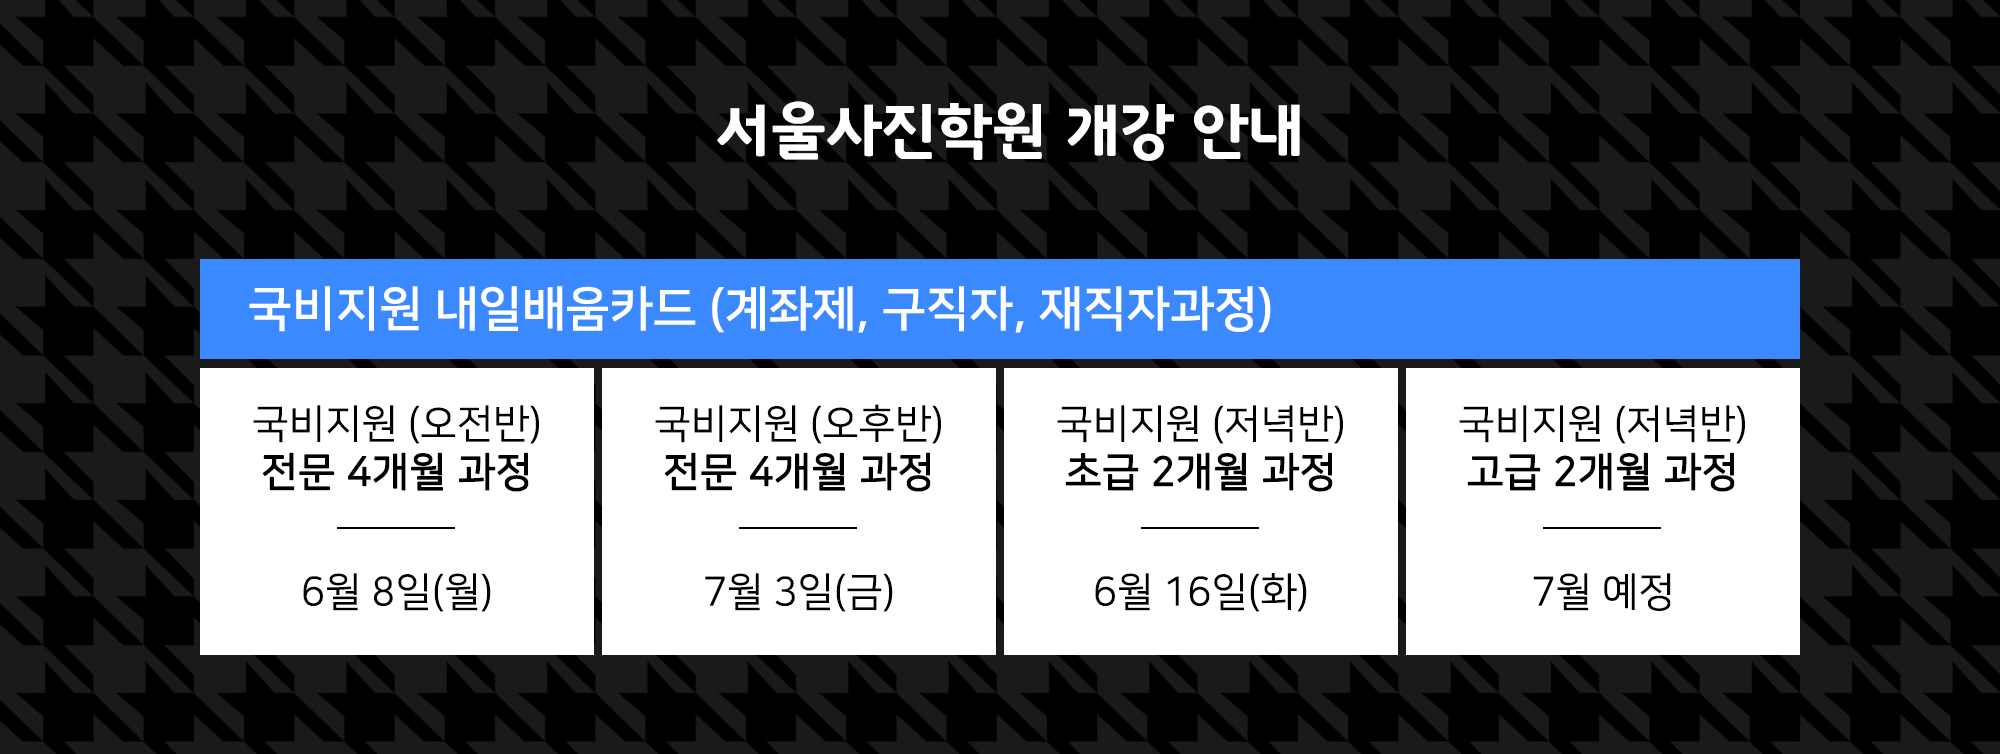 서울사진학원 개강 안내
국비지원 내일배움카드 (계좌제, 구직자, 재직자과정)
국비지원 (오전반)
전문 4개월 과정
6월 8일(월)
국비지원 (오후반)
전문 4개월 과정
7월 3일(금)
국비지원 (저녁반)
초급 2개월 과정
6월 16일(화)
국비지원 (저녁반)
고급 2개월 과정
7월 예정